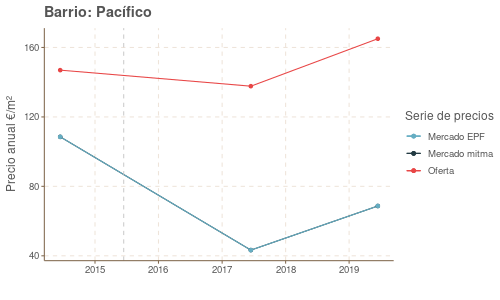 Barrio: Pacífico
Precio anual €/m²
160
120
80
40
2015
2016
2017
2018
2019
Serie de precios
Mercado EPF
Mercado mitma
Oferta